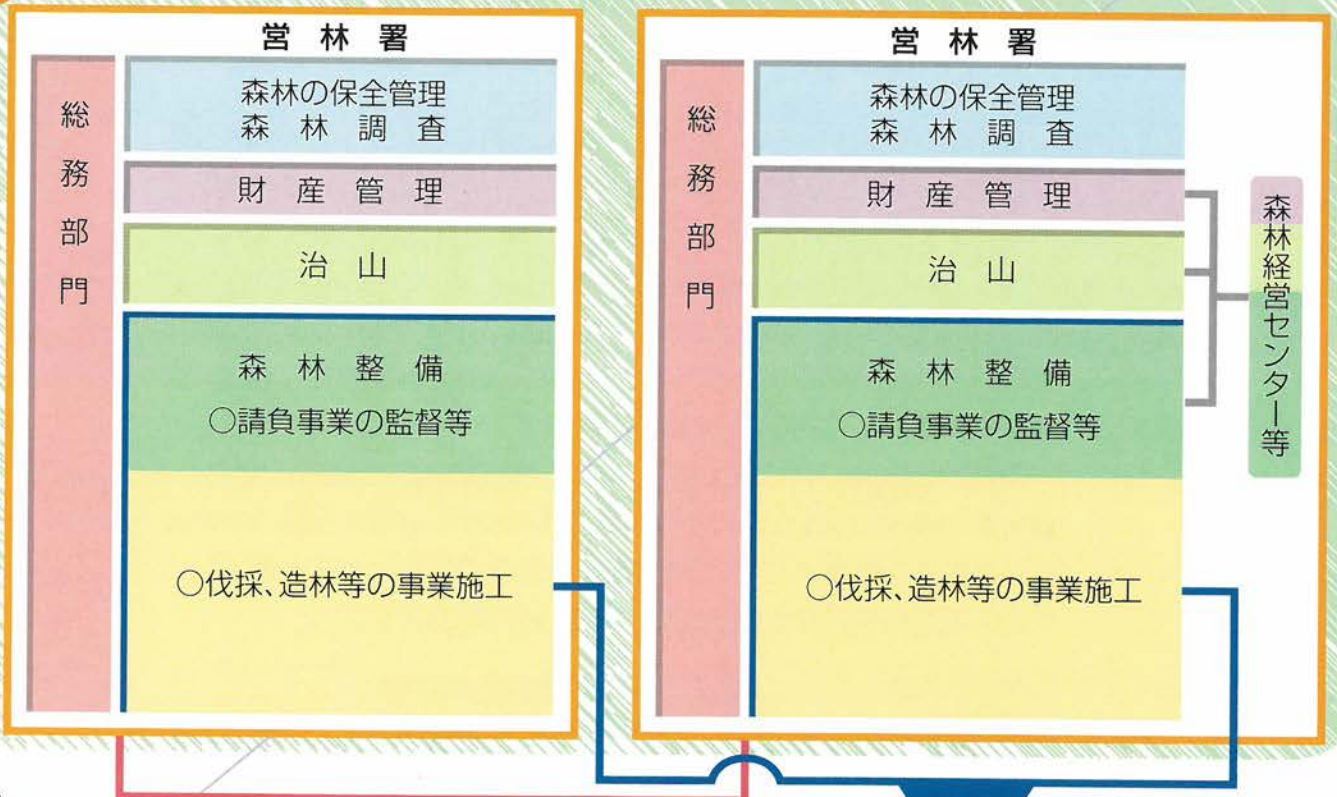 営林署
総務部門
森林の保全管理
森林調査
財産管理
治山
森林整備
○請負事業の監督等
○伐採、造林等の事業施工
営林署
総務部門
森林の保全管理
森林調査
財産管理
治山
森林整備
○請負事業の監督等
○伐採、造林等の事業施工
森林経営センター等